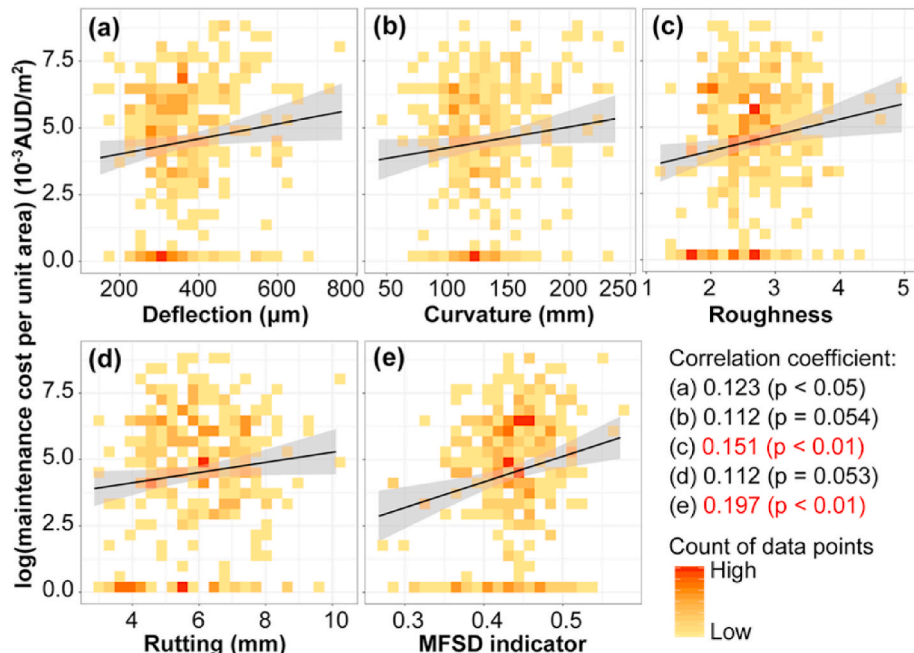 (a)
(b)
(c)
log(maintenance cost per unit area) (10⁻³AUD/m²)
7.5
5.0
2.5
0.0
200 400 600 800
Deflection (μm)
50 100 150 200 250
Curvature (mm)
1 2 3 4 5
Roughness
(d)
(e)
7.5
5.0
2.5
0.0
4 6 8 10
Rutting (mm)
0.3 0.4 0.5
MFSD indicator
Correlation coefficient:
(a) 0.123 (p < 0.05)
(b) 0.112 (p = 0.054)
(c) 0.151 (p < 0.01)
(d) 0.112 (p = 0.053)
(e) 0.197 (p < 0.01)
Count of data points
High
Low